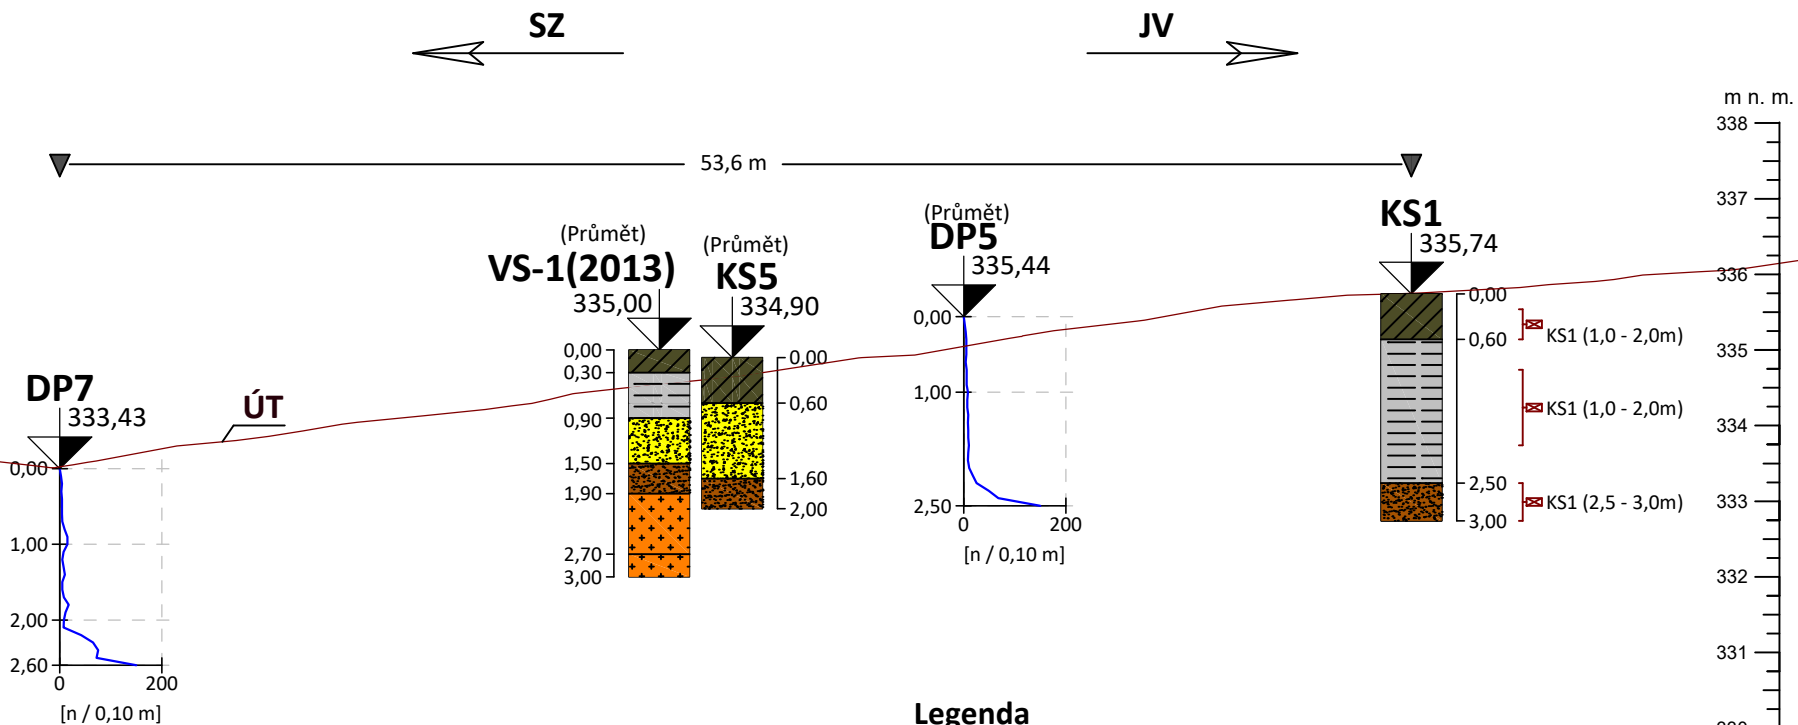 SZ
JV
m n. m.
338
53,6 m
337
(Průmět)
DP5
335,44
KS1
335,74
(Průmět)
VS-1(2013)
335,00
(Průmět)
KS5
334,90
336
0,00
0,60
KS1 (1,0 - 2,0m)
335
KS1 (1,0 - 2,0m)
334
2,50
3,00
KS1 (2,5 - 3,0m)
333
0,00
1,00
2,50
0
200
[n / 0,10 m]
0,00
0,30
0,90
1,50
1,90
2,70
3,00
0,00
0,60
1,60
2,00
DP7
333,43
ÚT
0,00
1,00
2,00
2,60
0
200
[n / 0,10 m]
332
331
Legenda